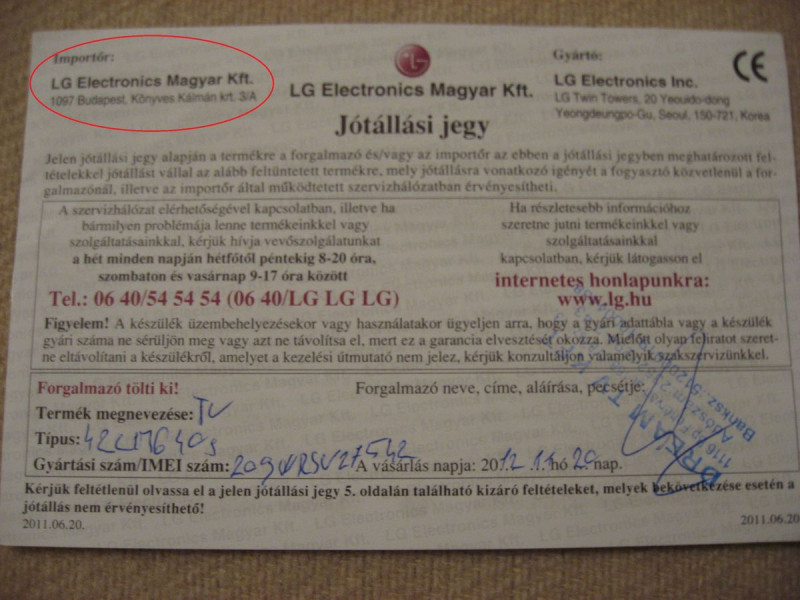 Importőr:
LG Electronics Magyar Kft.
1097 Budapest, Könyves Kálmán krt. 3/A
LG
LG Electronics Magyar Kft.
Gyártó:
LG Electronics Inc.
LG Twin Towers, 20 Yeouido-dong
Yeongdeungpo-Gu, Seoul, 150-721, Korea
CE
Jótállási jegy
Jelen jótállási jegy alapján a termékre a forgalmazó és/vagy az importőr az ebben a jótállási jegyben meghatározott fel-
tételekkel jótállást vállal az alább feltüntetett termékre, mely jótállásra vonatkozó igényét a fogyasztó közvetlenül a for-
galmazónál, illetve az importőr által működtetett szervizhálózatban érvényesítheti.
A szervizhálózat elérhetőségével kapcsolatban, illetve ha
bármilyen problémája lenne termékeinkkel vagy
szolgáltatásainkkal, kérjük hívja vevőszolgálatunkat
a hét minden napján hétfőtől péntekig 8-20 óra,
szombaton és vasárnap 9-17 óra között
Tel.: 06 40/54 54 54 (06 40/LG LG LG)
Ha részletesebb információhoz
szeretne jutni termékeinkkel vagy
szolgáltatásainkkal
kapcsolatban, kérjük látogasson el
internetes honlapunkra:
www.lg.hu
Figyelem! A készülék üzembehelyezésekor vagy használatakor ügyeljen arra, hogy a gyári adattábla vagy a készülék
gyári száma ne sérüljön meg vagy azt ne távolítsa el, mert ez a garancia elvesztését okozza. Mielőtt olyan feliratot szeret-
ne eltávolítani a készülékről, amelyet a kezelési útmutató nem jelez, kérjük konzultáljon valamelyik szakszervizünkkel.
Forgalmazó tölti ki!
Forgalmazó neve, címe, aláírása, pecsétje:
Termék megnevezése: TV
Típus:
Gyártási szám/IMEI szám:
A vásárlás napja: 2012 hó 20 nap.
DREAM TV
1116
Kérjük feltétlenül olvassa el a jelen jótállási jegy 5. oldalán található kizáró feltételeket, melyek bekövetkezése esetén a
jótállás nem érvényesíthető!
2011.06.20.
2011.06.20.